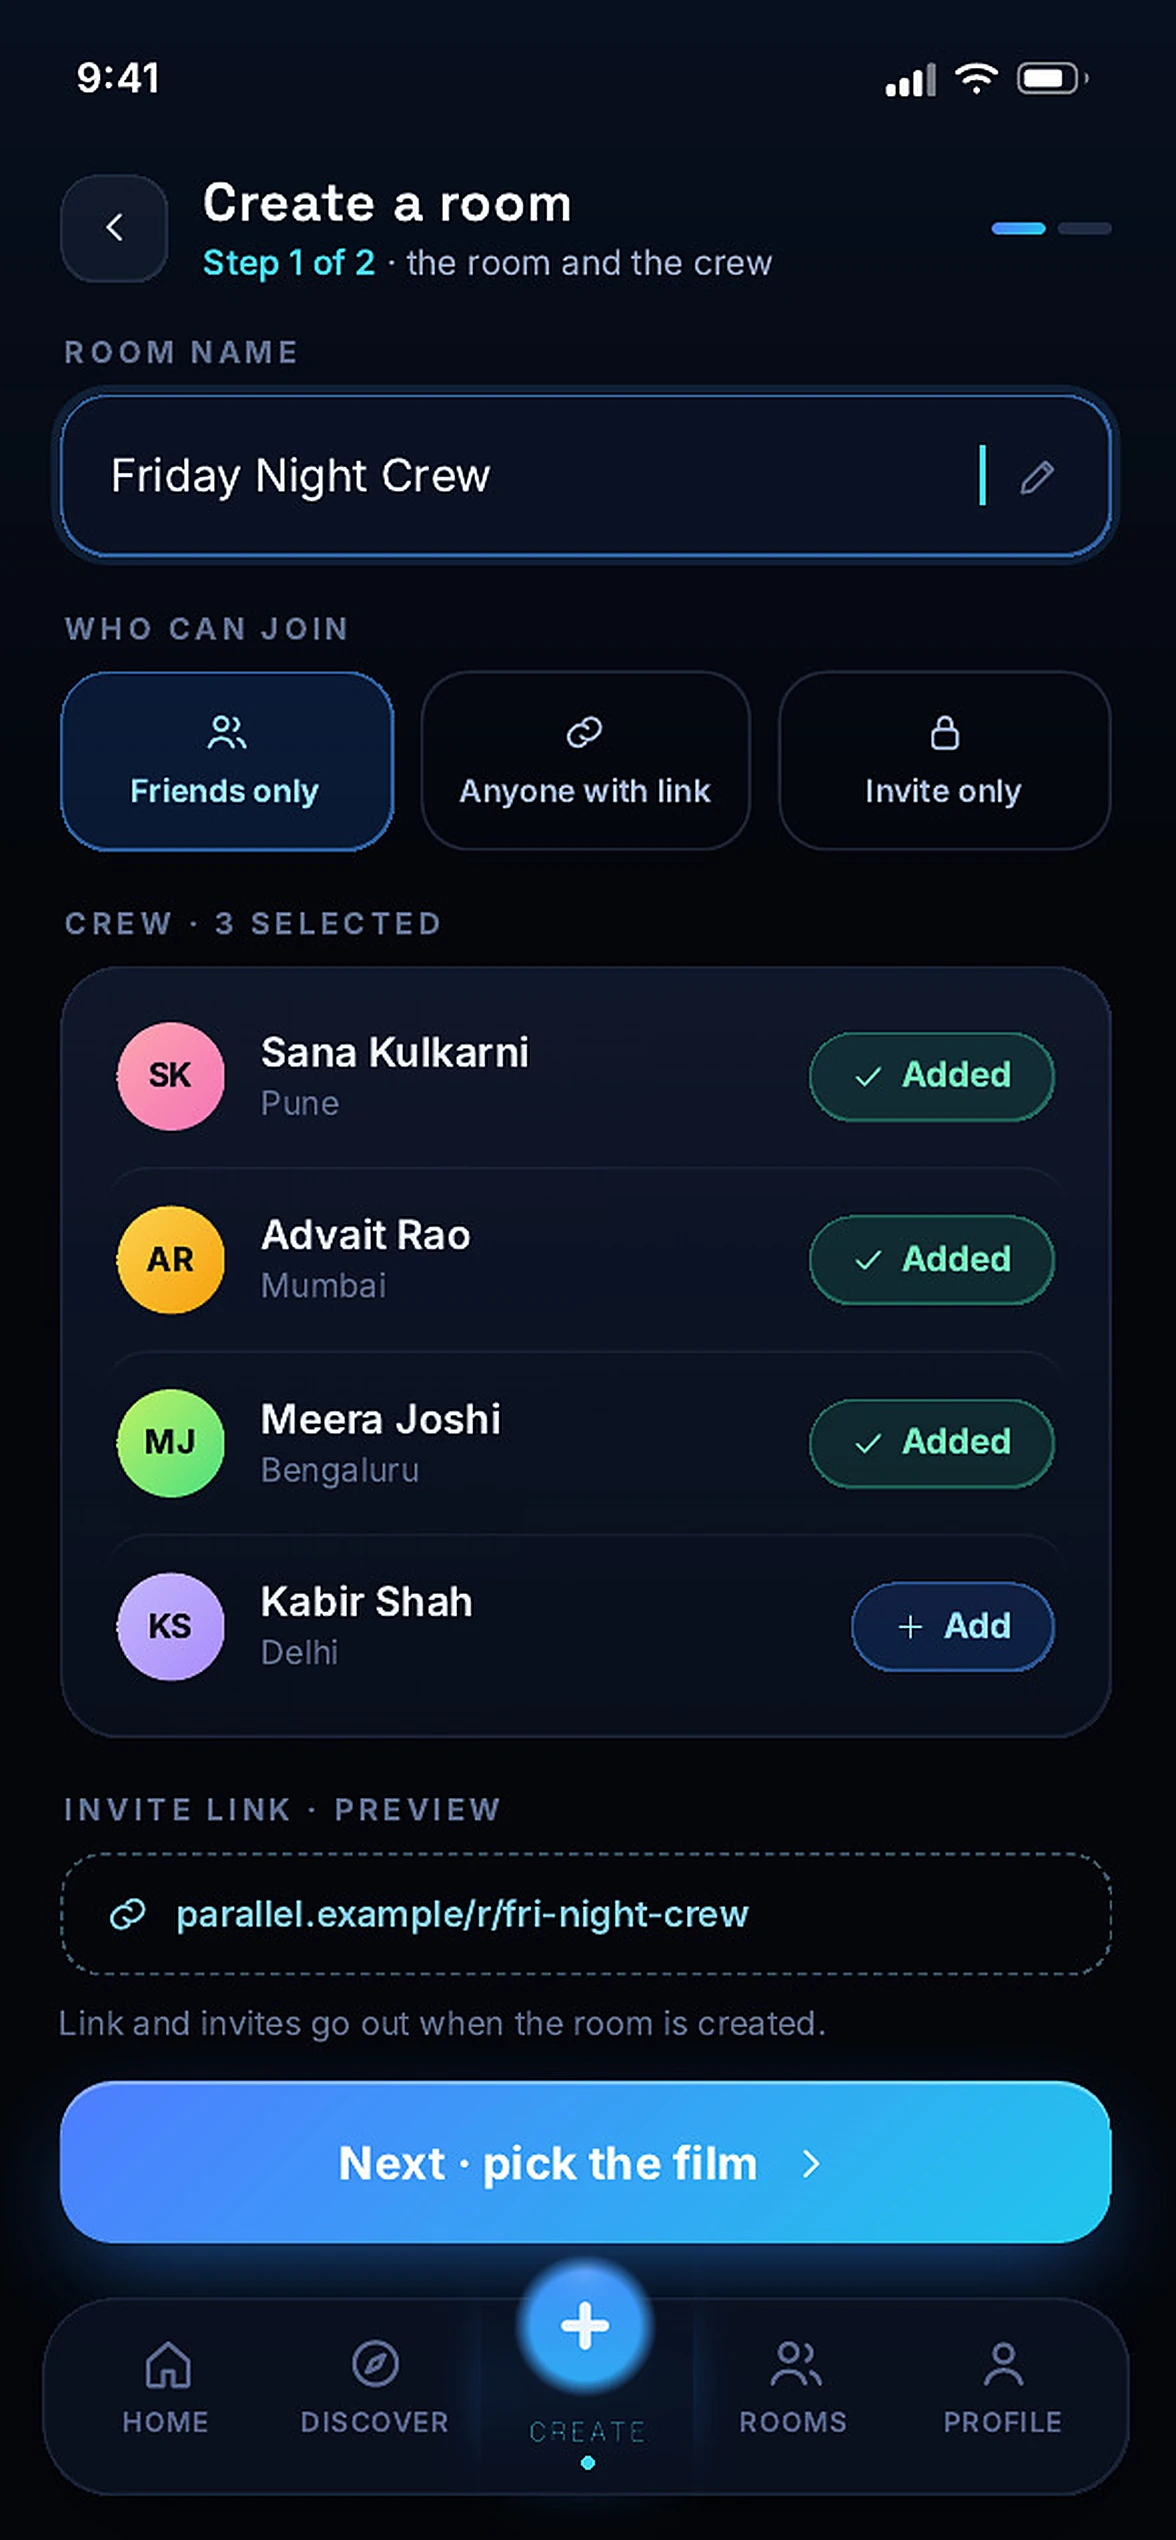 9:41
Create a room
Step 1 of 2 · the room and the crew
ROOM NAME
Friday Night Crew
WHO CAN JOIN
Friends only
Anyone with link
Invite only
CREW · 3 SELECTED
SK
Sana Kulkarni
Pune
Added
AR
Advait Rao
Mumbai
Added
MJ
Meera Joshi
Bengaluru
Added
KS
Kabir Shah
Delhi
Add
INVITE LINK · PREVIEW
parallel.example/r/fri-night-crew
Link and invites go out when the room is created.
Next · pick the film
HOME
DISCOVER
CREATE
ROOMS
PROFILE